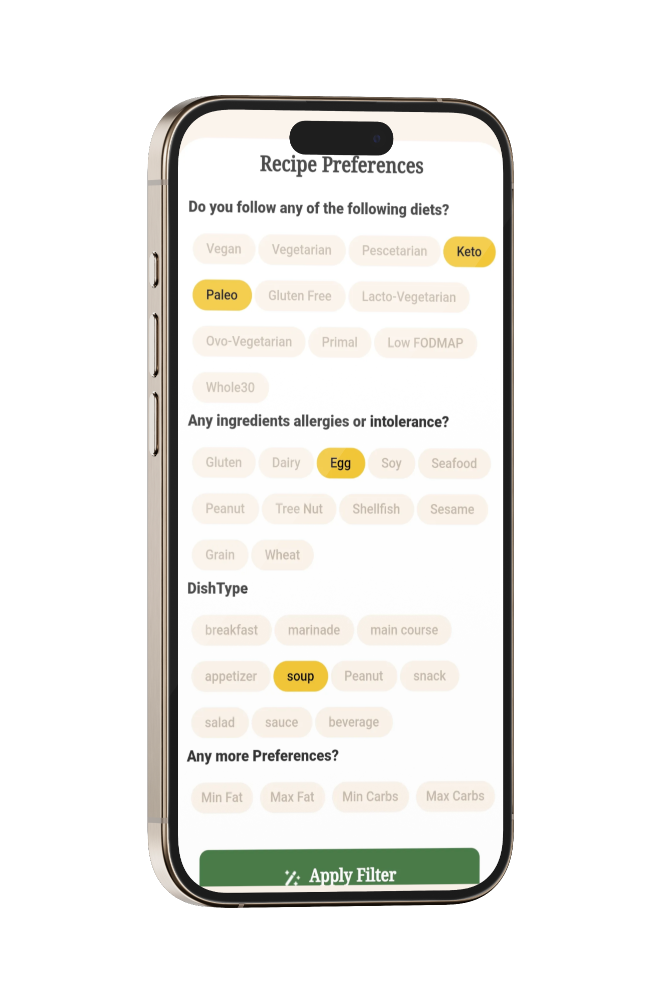 Recipe Preferences
Do you follow any of the following diets?
Vegan Vegetarian Pescetarian Keto
Paleo Gluten Free Lacto-Vegetarian
Ovo-Vegetarian Primal Low FODMAP
Whole30
Any ingredients allergies or intolerance?
Gluten Dairy Egg Soy Seafood
Peanut Tree Nut Shellfish Sesame
Grain Wheat
DishType
breakfast marinade main course
appetizer soup Peanut snack
salad sauce beverage
Any more Preferences?
Min Fat Max Fat Min Carbs Max Carbs
Apply Filter